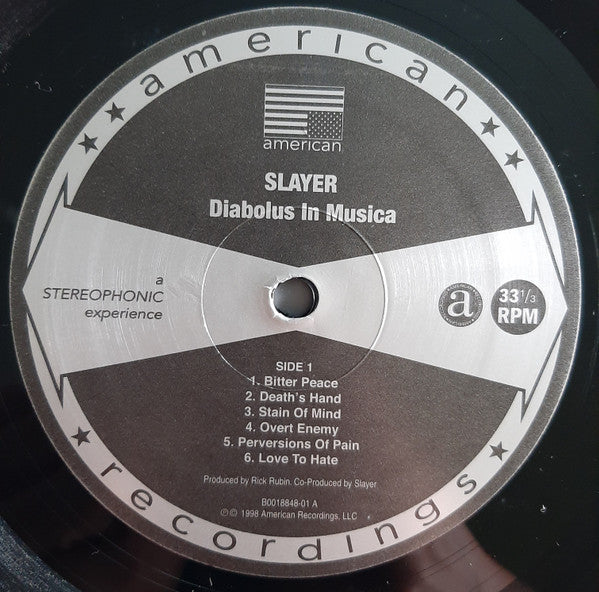 american
american
SLAYER
Diabolus In Musica
a
STEREOPHONIC
experience
a
33 1/3
RPM
SIDE 1
1. Bitter Peace
2. Death's Hand
3. Stain Of Mind
4. Overt Enemy
5. Perversions Of Pain
6. Love To Hate
Produced by Rick Rubin. Co-Produced by Slayer
B0018848-01 A
℗© 1998 American Recordings, LLC
recordings